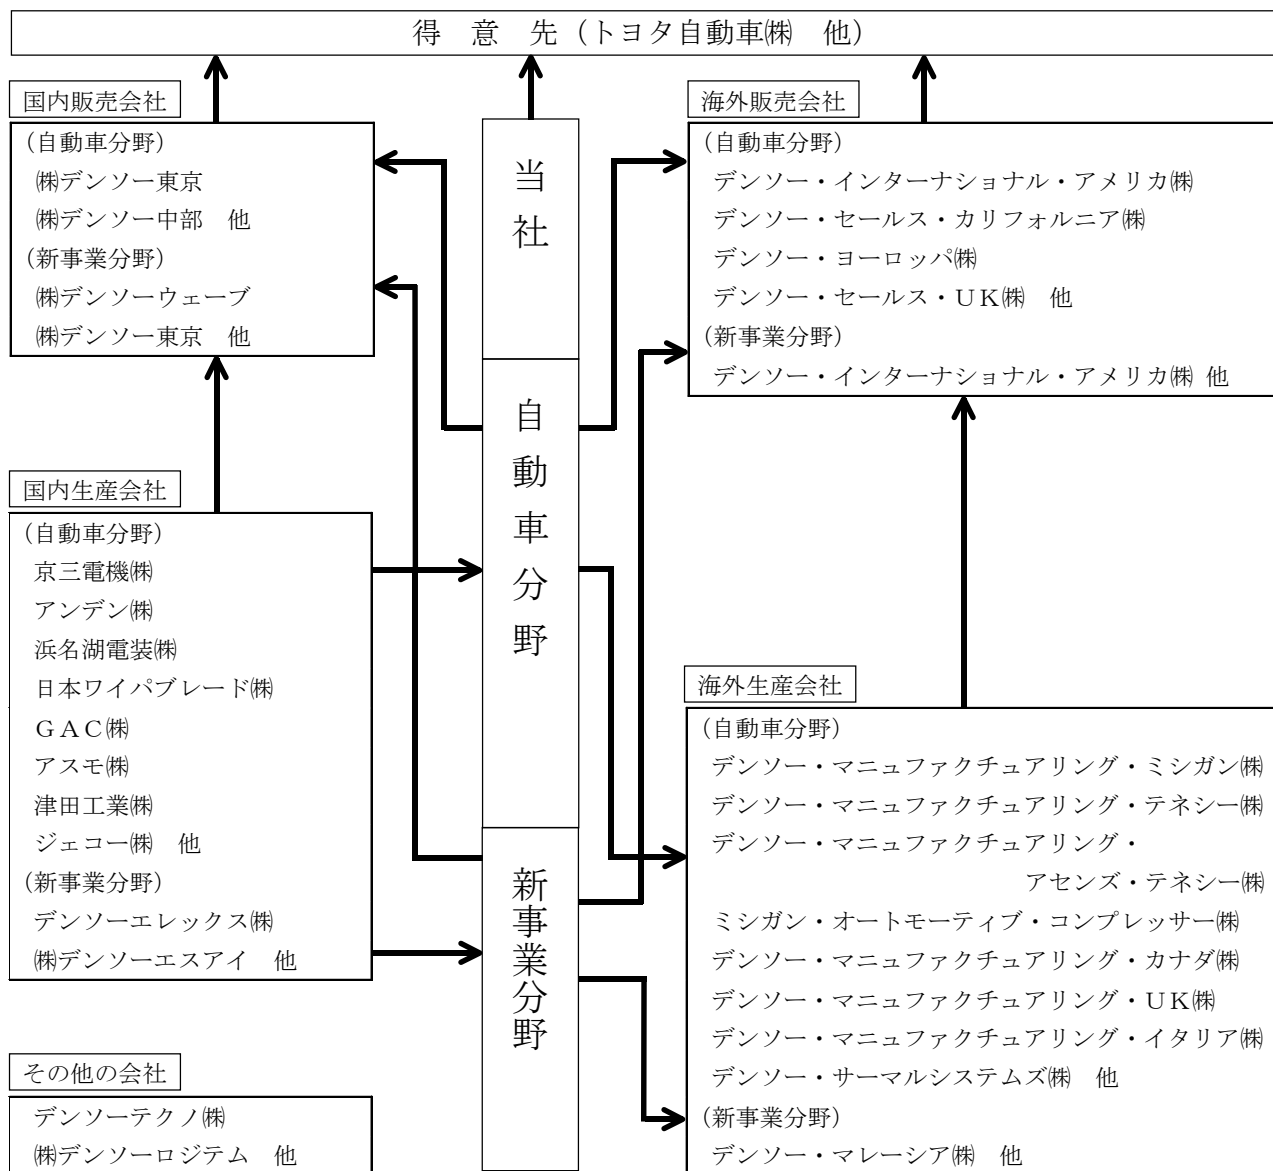 得 意 先（トヨタ自動車㈱ 他）
国内販売会社
（自動車分野）
㈱デンソー東京
㈱デンソー中部 他
（新事業分野）
㈱デンソーウェーブ
㈱デンソー東京 他
国内生産会社
（自動車分野）
京三電機㈱
アンデン㈱
浜名湖電装㈱
日本ワイパブレード㈱
ＧＡＣ㈱
アスモ㈱
津田工業㈱
ジェコー㈱ 他
（新事業分野）
デンソーエレックス㈱
㈱デンソーエスアイ 他
その他の会社
デンソーテクノ㈱
㈱デンソーロジテム 他
当社
自動車分野
新事業分野
海外販売会社
（自動車分野）
デンソー・インターナショナル・アメリカ㈱
デンソー・セールス・カリフォルニア㈱
デンソー・ヨーロッパ㈱
デンソー・セールス・ＵＫ㈱ 他
（新事業分野）
デンソー・インターナショナル・アメリカ㈱ 他
海外生産会社
（自動車分野）
デンソー・マニュファクチュアリング・ミシガン㈱
デンソー・マニュファクチュアリング・テネシー㈱
デンソー・マニュファクチュアリング・
アセンズ・テネシー㈱
ミシガン・オートモーティブ・コンプレッサー㈱
デンソー・マニュファクチュアリング・カナダ㈱
デンソー・マニュファクチュアリング・ＵＫ㈱
デンソー・マニュファクチュアリング・イタリア㈱
デンソー・サーマルシステムズ㈱ 他
（新事業分野）
デンソー・マレーシア㈱ 他